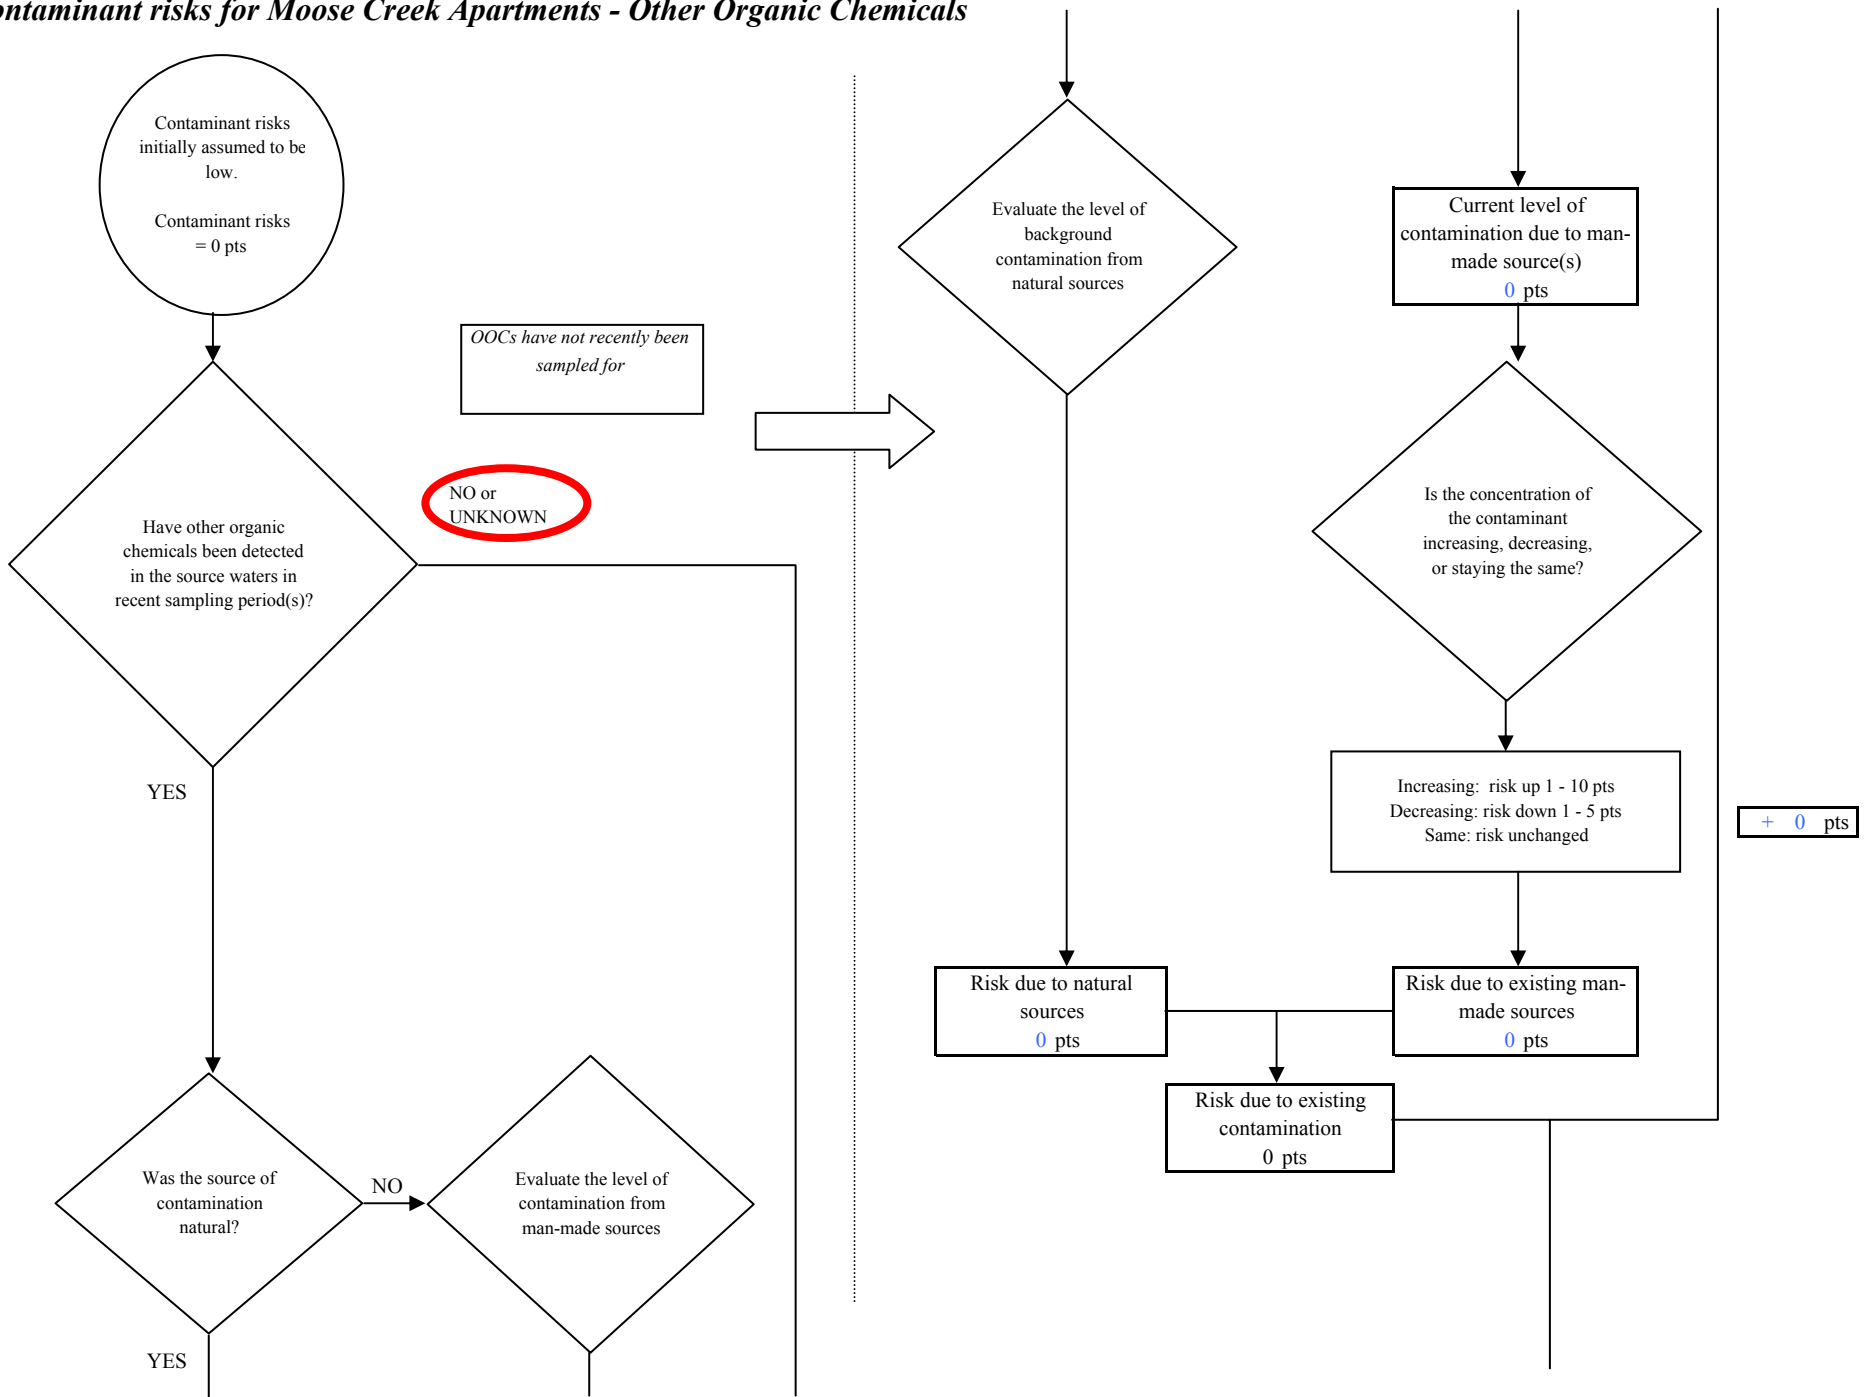 ontaminant risks for Moose Creek Apartments - Other Organic Chemicals
Contaminant risks
initially assumed to be
low.
Contaminant risks
= 0 pts
OOCs have not recently been
sampled for
NO or
UNKNOWN
Have other organic
chemicals been detected
in the source waters in
recent sampling period(s)?
YES
Was the source of
contamination
natural?
NO
Evaluate the level of
contamination from
man-made sources
YES
Evaluate the level of
background
contamination from
natural sources
Current level of
contamination due to man-
made source(s)
0 pts
Is the concentration of
the contaminant
increasing, decreasing,
or staying the same?
Increasing: risk up 1 - 10 pts
Decreasing: risk down 1 - 5 pts
Same: risk unchanged
+ 0 pts
Risk due to natural
sources
0 pts
Risk due to existing man-
made sources
0 pts
Risk due to existing
contamination
0 pts